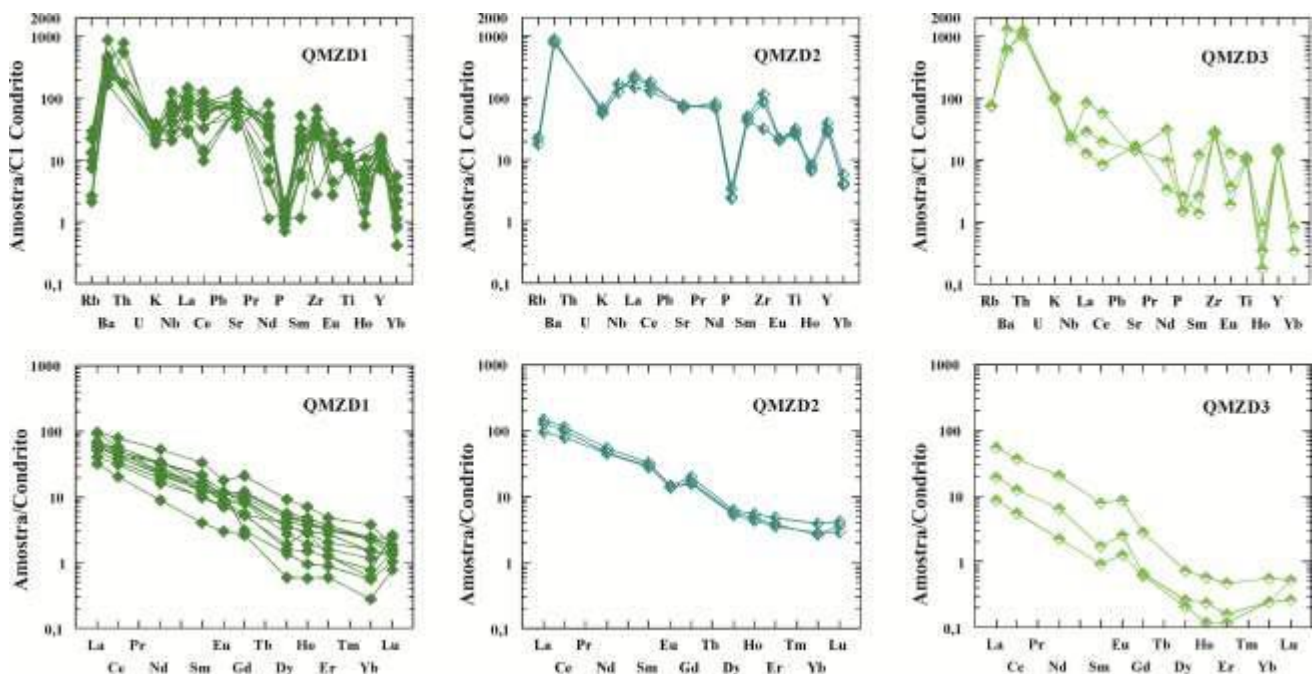 2000
1000
100
10
1
0,1
Amostra/C1 Condrito
QMZD1
Rb Th K La Pb Pr P Zr Ti Y
Ba U Nb Ce Sr Nd Sm Eu Ho Yb
2000
1000
100
10
1
0,1
Amostra/C1 Condrito
QMZD2
Rb Th K La Pb Pr P Zr Ti Y
Ba U Nb Ce Sr Nd Sm Eu Ho Yb
2000
1000
100
10
1
0,1
Amostra/C1 Condrito
QMZD3
Rb Th K La Pb Pr P Zr Ti Y
Ba U Nb Ce Sr Nd Sm Eu Ho Yb
1000
100
10
1
0,1
Amostra/Condrito
QMZD1
La Pr Eu Tb Ho Tm Lu
Ce Nd Sm Gd Dy Er Yb
1000
100
10
1
0,1
Amostra/Condrito
QMZD2
La Pr Eu Tb Ho Tm Lu
Ce Nd Sm Gd Dy Er Yb
1000
100
10
1
0,1
Amostra/Condrito
QMZD3
La Pr Eu Tb Ho Tm Lu
Ce Nd Sm Gd Dy Er Yb